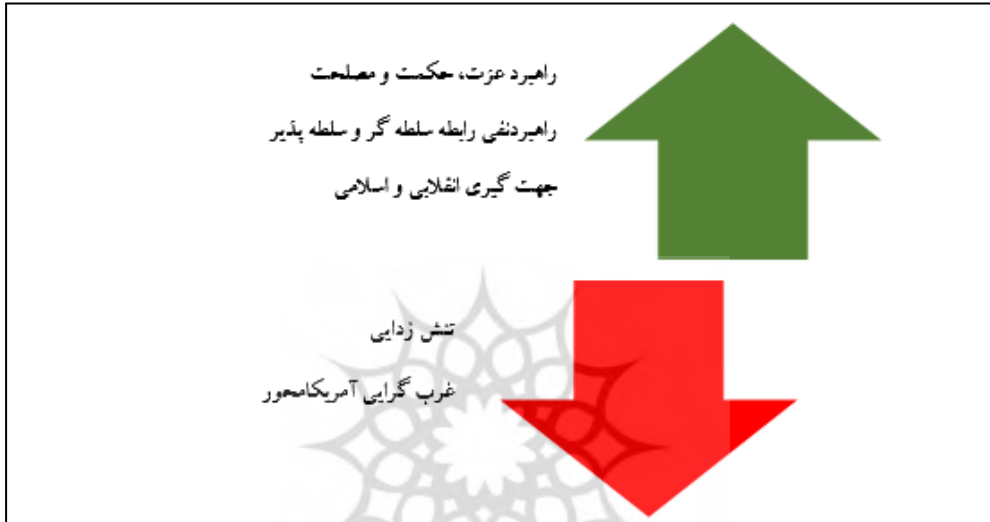 راهبرد عزت، حکمت و مصلحت
راهبردنفی رابطه سلطه گر و سلطه پذیر
جهت گیری انقلابی و اسلامی
تنش زدایی
غرب گرایی آمریکامحور